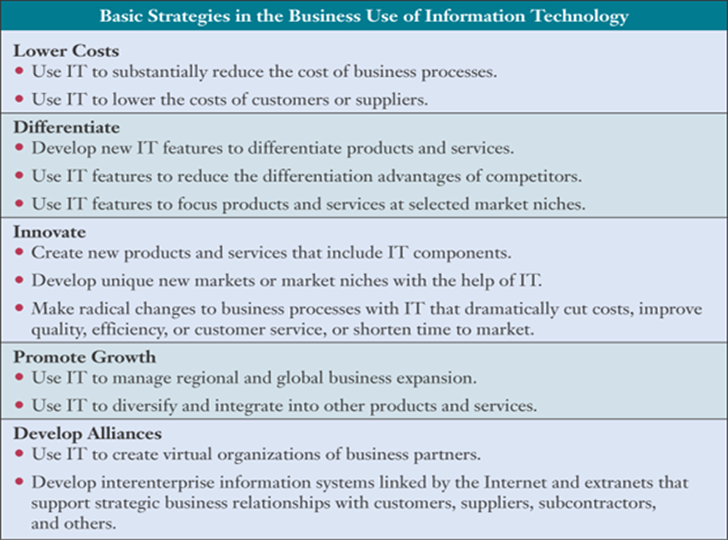 Basic Strategies in the Business Use of Information Technology
Lower Costs
• Use IT to substantially reduce the cost of business processes.
• Use IT to lower the costs of customers or suppliers.
Differentiate
• Develop new IT features to differentiate products and services.
• Use IT features to reduce the differentiation advantages of competitors.
• Use IT features to focus products and services at selected market niches.
Innovate
• Create new products and services that include IT components.
• Develop unique new markets or market niches with the help of IT.
• Make radical changes to business processes with IT that dramatically cut costs, improve
quality, efficiency, or customer service, or shorten time to market.
Promote Growth
• Use IT to manage regional and global business expansion.
• Use IT to diversify and integrate into other products and services.
Develop Alliances
• Use IT to create virtual organizations of business partners.
• Develop interenterprise information systems linked by the Internet and extranets that
support strategic business relationships with customers, suppliers, subcontractors,
and others.